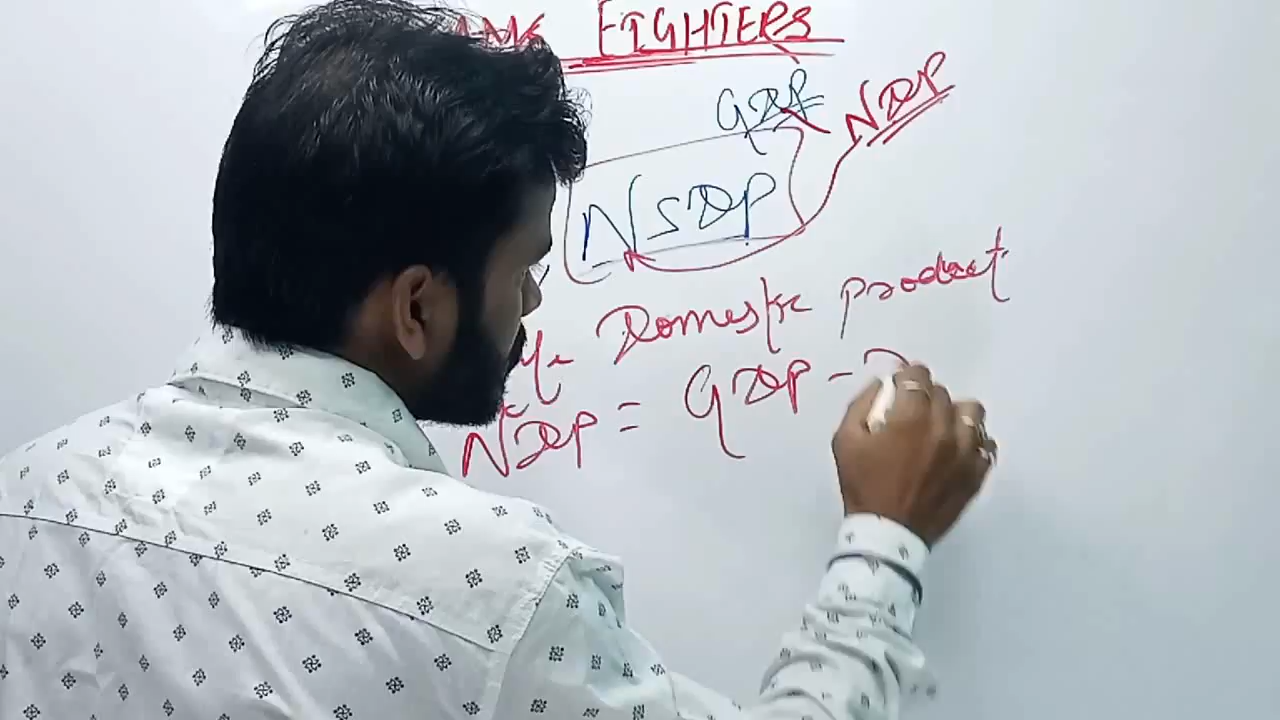 FIGHTERS
GDP
NDP
NSDP
Domestic product
NDP = GDP -